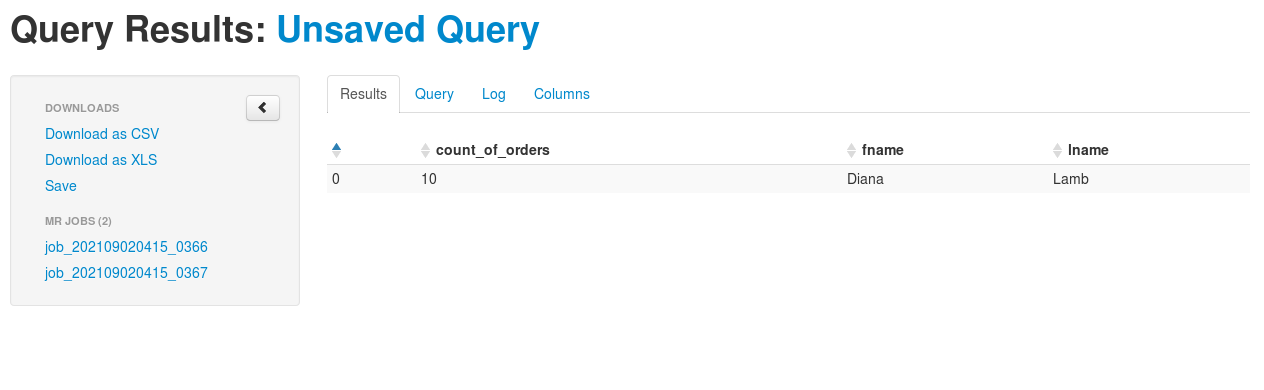 Query Results: Unsaved Query
DOWNLOADS
Download as CSV
Download as XLS
Save
MR JOBS (2)
job_202109020415_0366
job_202109020415_0367
Results Query Log Columns
count_of_orders fname lname
0 10 Diana Lamb